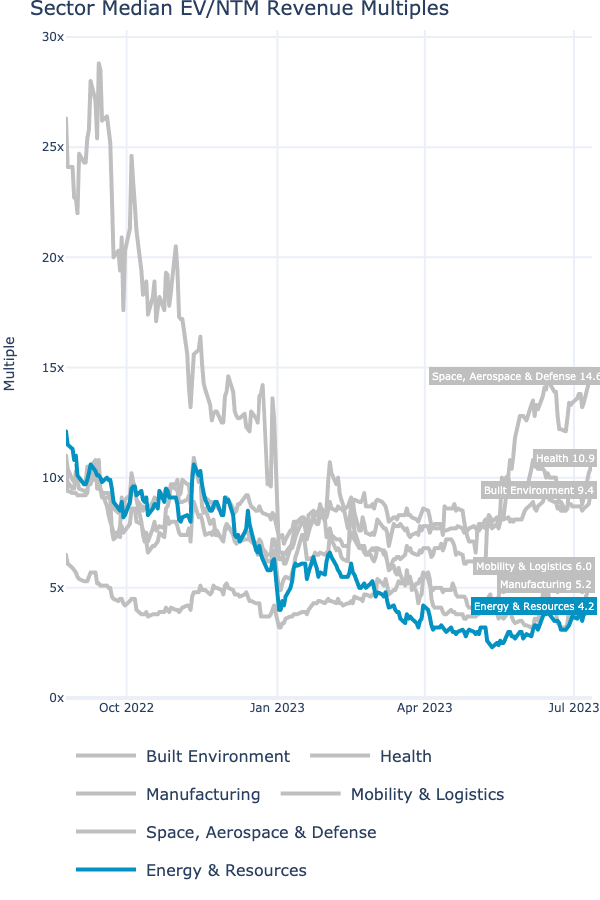 Sector Median EV/NTM Revenue Multiples
30x
25x
20x
15x
10x
5x
0x
Multiple
Space, Aerospace & Defense 14.6
Health 10.9
Built Environment 9.4
Mobility & Logistics 6.0
Manufacturing 5.2
Energy & Resources 4.2
Oct 2022 Jan 2023 Apr 2023 Jul 2023
Built Environment Health
Manufacturing Mobility & Logistics
Space, Aerospace & Defense
Energy & Resources